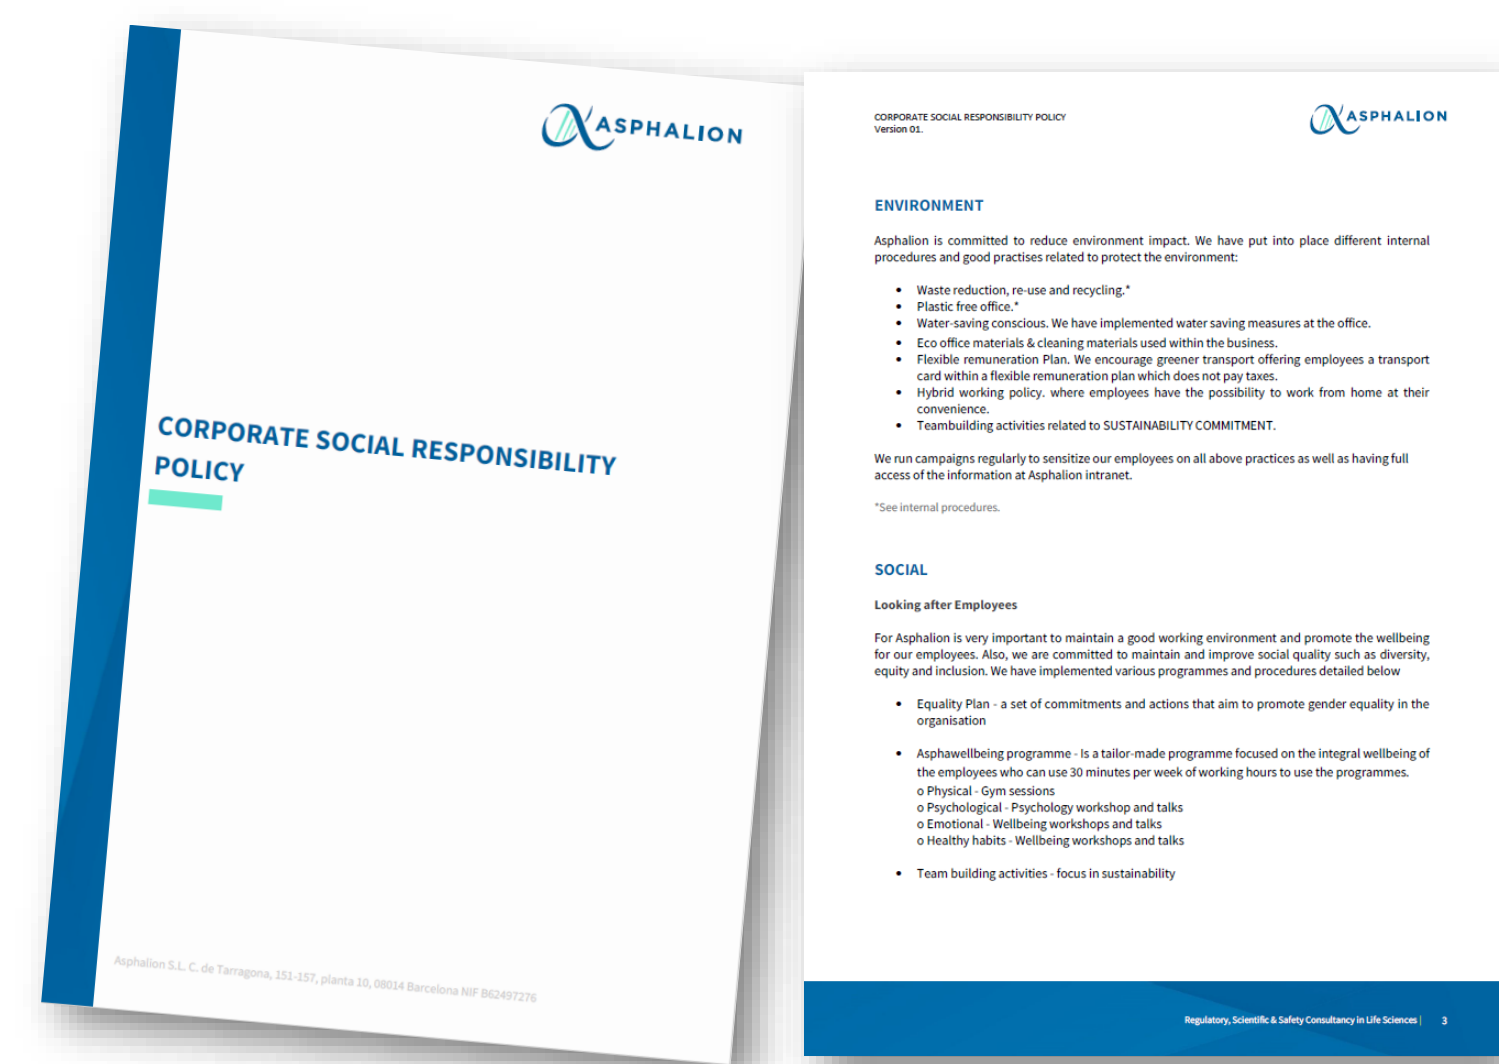 ASPHALION
CORPORATE SOCIAL RESPONSIBILITY
POLICY
Asphalion S.L. C. de Tarragona, 151-157, planta 10, 08014 Barcelona NIF B62497276
CORPORATE SOCIAL RESPONSIBILITY POLICY
Version 01.
ASPHALION
ENVIRONMENT
Asphalion is committed to reduce environment impact. We have put into place different internal
procedures and good practises related to protect the environment:
• Waste reduction, re-use and recycling.*
• Plastic free office.*
• Water-saving conscious. We have implemented water saving measures at the office.
• Eco office materials & cleaning materials used within the business.
• Flexible remuneration Plan. We encourage greener transport offering employees a transport
card within a flexible remuneration plan which does not pay taxes.
• Hybrid working policy. where employees have the possibility to work from home at their
convenience.
• Teambuilding activities related to SUSTAINABILITY COMMITMENT.
We run campaigns regularly to sensitize our employees on all above practices as well as having full
access of the information at Asphalion intranet.
*See internal procedures.
SOCIAL
Looking after Employees
For Asphalion is very important to maintain a good working environment and promote the wellbeing
for our employees. Also, we are committed to maintain and improve social quality such as diversity,
equity and inclusion. We have implemented various programmes and procedures detailed below
• Equality Plan - a set of commitments and actions that aim to promote gender equality in the
organisation
• Asphawellbeing programme - Is a tailor-made programme focused on the integral wellbeing of
the employees who can use 30 minutes per week of working hours to use the programmes.
o Physical - Gym sessions
o Psychological - Psychology workshop and talks
o Emotional - Wellbeing workshops and talks
o Healthy habits - Wellbeing workshops and talks
• Team building activities - focus in sustainability
Regulatory, Scientific & Safety Consultancy in Life Sciences | 3